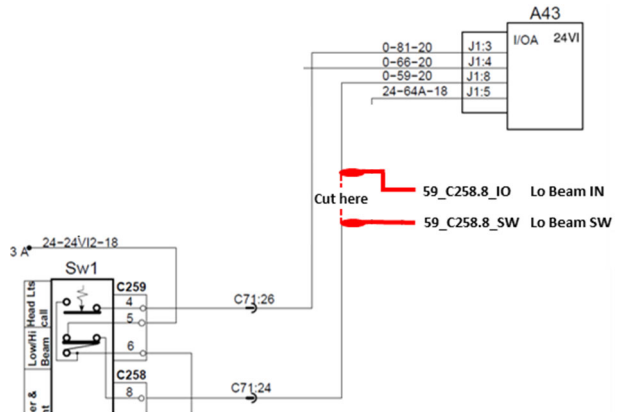 A43
I/OA 24VI
0-81-20 J1:3
0-66-20 J1:4
0-59-20 J1:8
24-64A-18 J1:5
Cut here
59_C258.8_IO Lo Beam IN
59_C258.8_SW Lo Beam SW
3 A 24-24VI2-18
Sw1
C259
Head Lts
call
4
C71:26
5
Low/Hi
Beam
6
C258
8
C71:24
er &